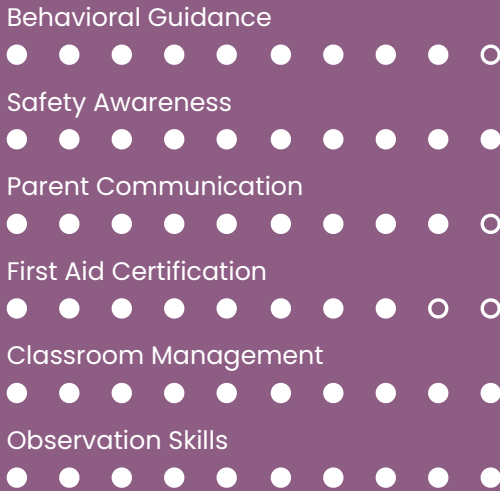 Behavioral Guidance
Safety Awareness
Parent Communication
First Aid Certification
Classroom Management
Observation Skills